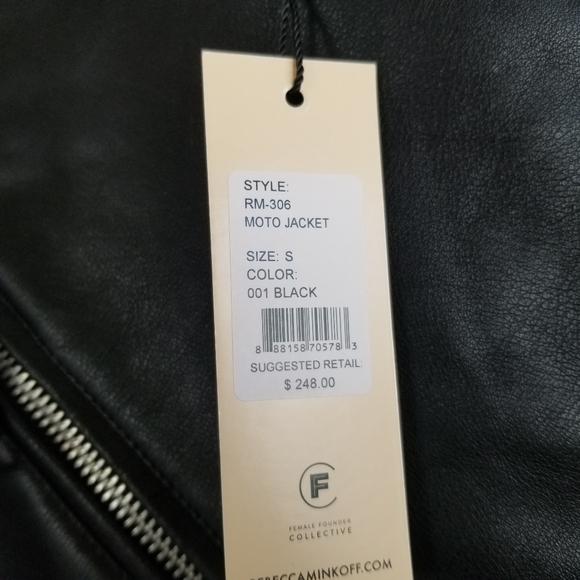 STYLE:
RM-306
MOTO JACKET
SIZE: S
COLOR:
001 BLACK
8 88158 70578 3
SUGGESTED RETAIL:
$ 248.00
F
FEMALE FOUNDER
COLLECTIVE
REBECCAMINKOFF.COM